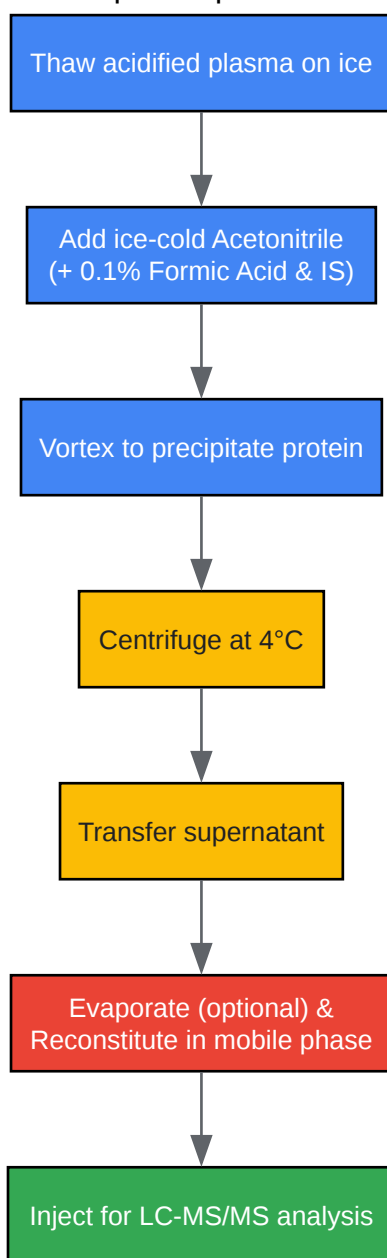 Thaw acidified plasma on ice
Add ice-cold Acetonitrile
(+ 0.1% Formic Acid & IS)
Vortex to precipitate protein
Centrifuge at 4°C
Transfer supernatant
Evaporate (optional) &
Reconstitute in mobile phase
Inject for LC-MS/MS analysis